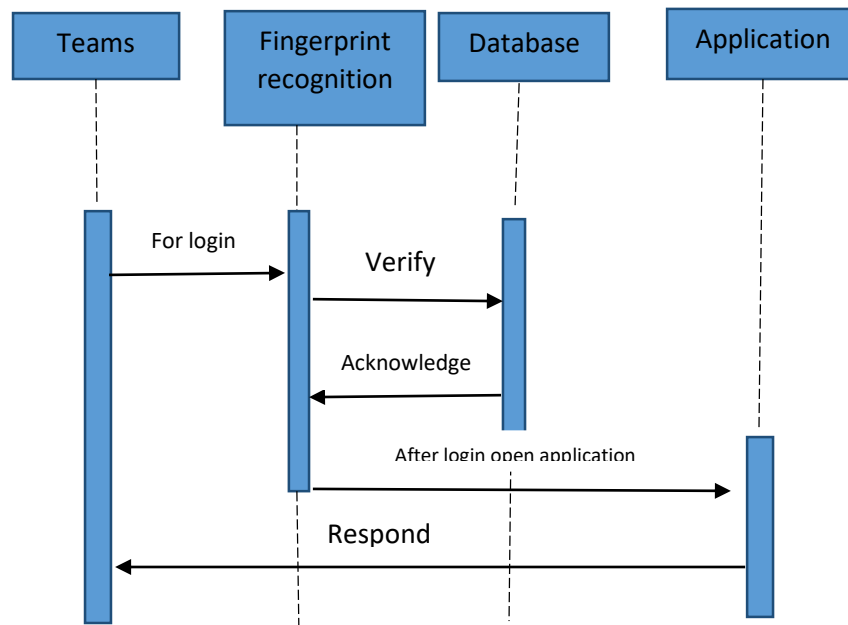 Teams
Fingerprint
recognition
Database
Application
For login
Verify
Acknowledge
After login open application
Respond